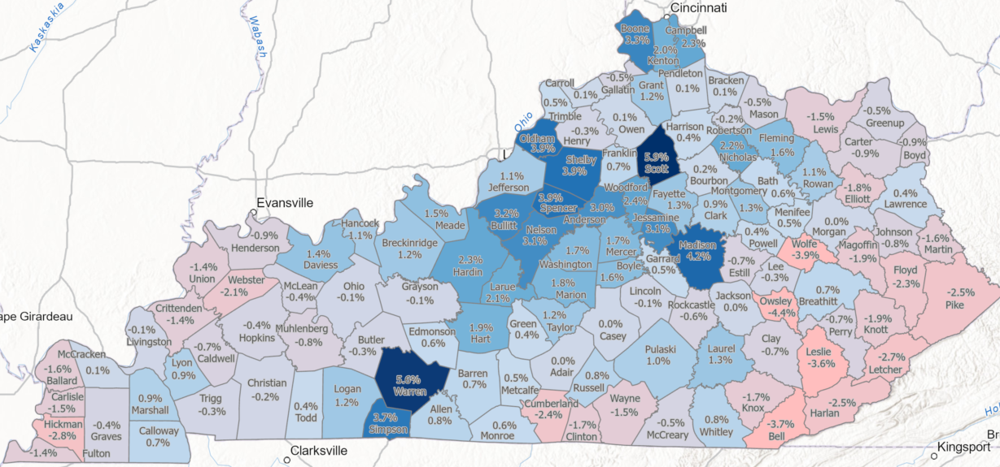 Kaskaskia
Wabash
Cincinnati
Boone
3.3%
Campbell
2.3%
2.0%
Kenton
Pendleton
0.1%
-0.5%
Gallatin
Grant
1.2%
Bracken
0.1%
Carroll
0.5%
0.1%
Trimble
-0.5%
Mason
-1.5%
Lewis
-0.5%
Greenup
Ohio
0.1%
Owen
-0.3%
Henry
Harrison
0.4%
-0.2%
Robertson
Oldham
3.9%
Fleming
1.6%
Carter
-0.9%
-0.9%
Boyd
L
Shelby
3.9%
Franklin
0.7%
5.9%
Scott
2.2%
Nicholas
1.1%
Jefferson
0.2%
Bourbon
Bath
0.6%
1.1%
Rowan
-1.8%
Elliott
0.4%
Lawrence
Woodford
2.4%
Fayette
1.3%
Montgomery
1.3%
0.9%
Clark
Evansville
3.9%
Spencer
3.0%
Anderson
Menifee
0.5%
0.0%
Morgan
3.2%
Bullitt
Nelson
3.1%
Jessamine
3.1%
1.5%
Meade
Hancock
1.1%
-0.9%
Henderson
0.4%
Powell
Johnson
-0.8%
-1.6%
Martin
Breckinridge
1.2%
1.7%
Mercer
Madison
4.2%
Wolfe
-3.9%
Magoffin
-1.9%
1.4%
Daviess
1.7%
Washington
Garrard
0.5%
2.3%
Hardin
Boyle
1.6%
-0.7%
Estill
Lee
-0.3%
Floyd
-2.3%
-1.4%
Union
Webster
-2.1%
McLean
-0.4%
Ohio
-0.1%
Grayson
-0.1%
Larue
2.1%
1.8%
Marion
Lincoln
-0.1%
Jackson
0.0%
0.7%
Breathitt
-2.5%
Pike
Rockcastle
-0.6%
Owsley
-4.4%
ape Girardeau
Crittenden
-1.4%
1.2%
Taylor
-0.7%
Perry
-1.9%
Knott
-0.1%
Livingston
-0.4%
Hopkins
Muhlenberg
-0.8%
Butler
-0.3%
Edmonson
0.6%
1.9%
Hart
Green
0.4%
0.0%
Casey
Clay
-0.7%
-0.7%
Caldwell
Pulaski
1.0%
Laurel
1.3%
Leslie
-3.6%
-2.7%
Letcher
McCracken
0.1%
-1.6%
Ballard
Lyon
0.9%
0.0%
Adair
5.6%
Warren
Barren
0.7%
0.5%
Metcalfe
0.8%
Russell
Christian
-0.2%
Logan
1.2%
Carlisle
-1.5%
0.9%
Marshall
Trigg
-0.3%
0.4%
Todd
Allen
0.8%
Cumberland
-2.4%
Wayne
-1.5%
-1.7%
Knox
-2.5%
Harlan
Hickman
-2.8%
-0.4%
Graves
Calloway
0.7%
3.7%
Simpson
0.6%
Monroe
-1.7%
Clinton
-0.5%
McCreary
0.8%
Whitley
-3.7%
Bell
Hol
Br
-1.4%
Fulton
Clarksville
Kingsport